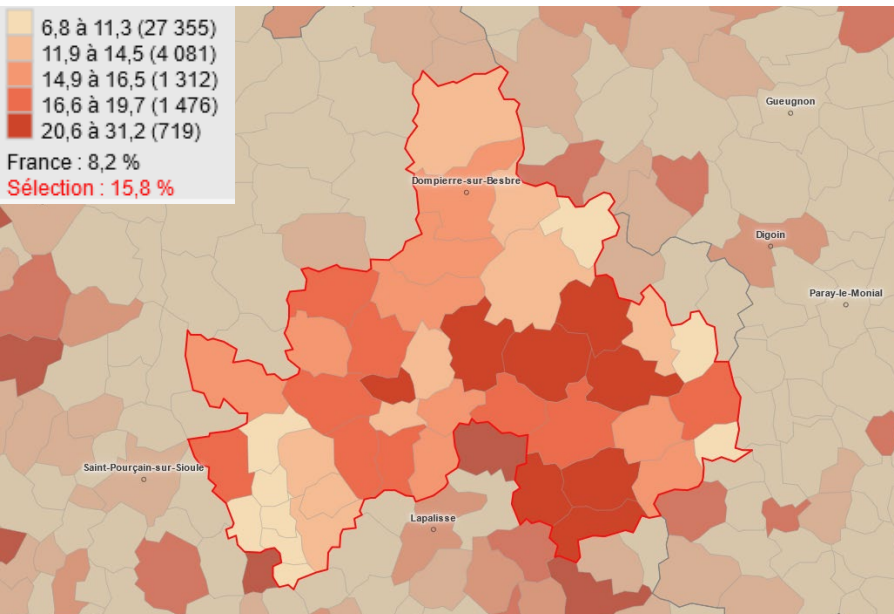 6,8 à 11,3 (27 355)
11,9 à 14,5 (4 081)
14,9 à 16,5 (1 312)
16,6 à 19,7 (1 476)
20,6 à 31,2 (719)
France : 8,2 %
Sélection : 15,8 %
Gueugnon
Dompierre-sur-Besbre
Digoin
Paray-le-Monial
Saint-Pourçain-sur-Sioule
Lapalisse